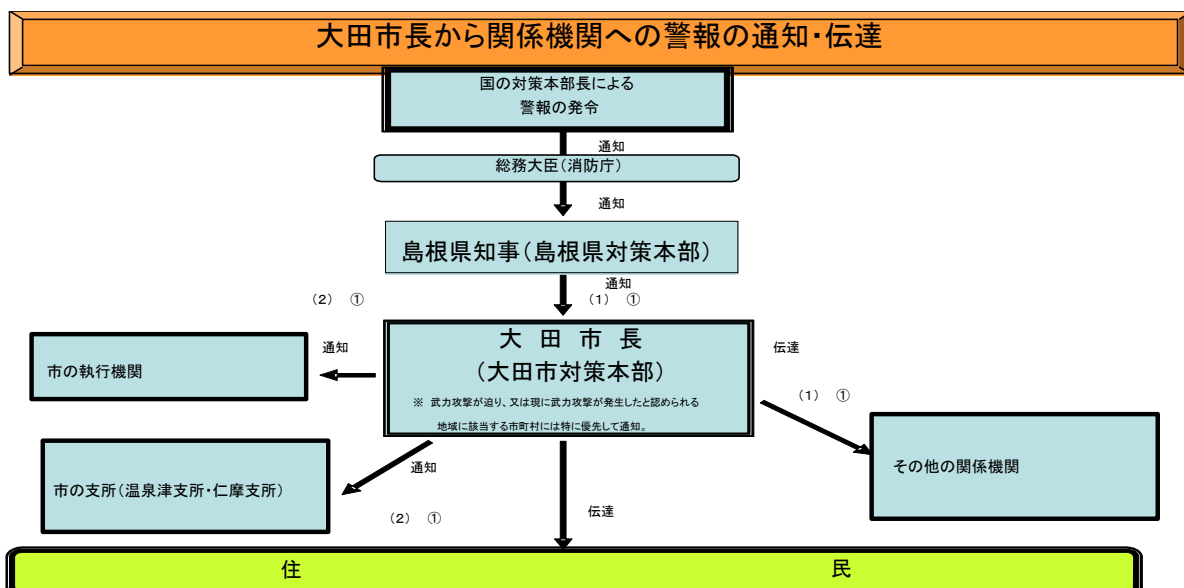 大田市長から関係機関への警報の通知・伝達
国の対策本部長による
警報の発令
通知
総務大臣(消防庁)
通知
島根県知事(島根県対策本部)
通知
(2) ①
(1) ①
大 田 市 長
(大田市対策本部)
※ 武力攻撃が迫り、又は現に武力攻撃が発生したと認められる
地域に該当する市町村には特に優先して通知。
通知
市の執行機関
伝達
(1) ①
その他の関係機関
通知
市の支所(温泉津支所・仁摩支所)
(2) ①
伝達
住 民